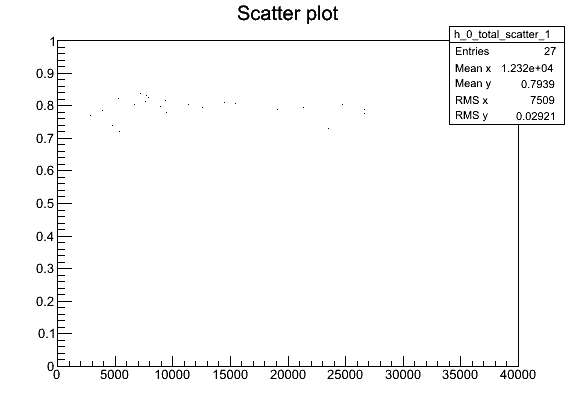 Scatter plot
h_0_total_scatter_1
Entries 27
Mean x 1.232e+04
Mean y 0.7939
RMS x 7509
RMS y 0.02921
1
0.9
0.8
0.7
0.6
0.5
0.4
0.3
0.2
0.1
0
0 5000 10000 15000 20000 25000 30000 35000 40000